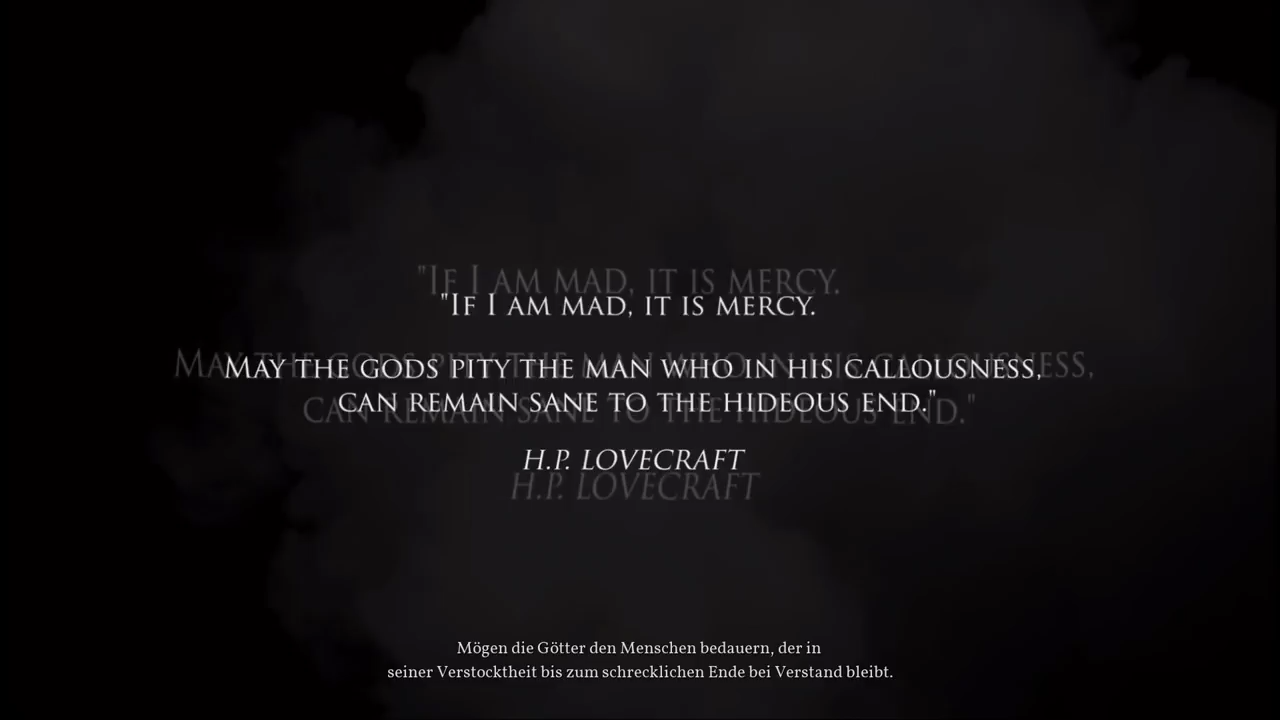 "If I am mad, it is mercy.
May the gods pity the man who in his callousness,
can remain sane to the hideous end."
H.P. LOVECRAFT
Mögen die Götter den Menschen bedauern, der in
seiner Verstocktheit bis zum schrecklichen Ende bei Verstand bleibt.